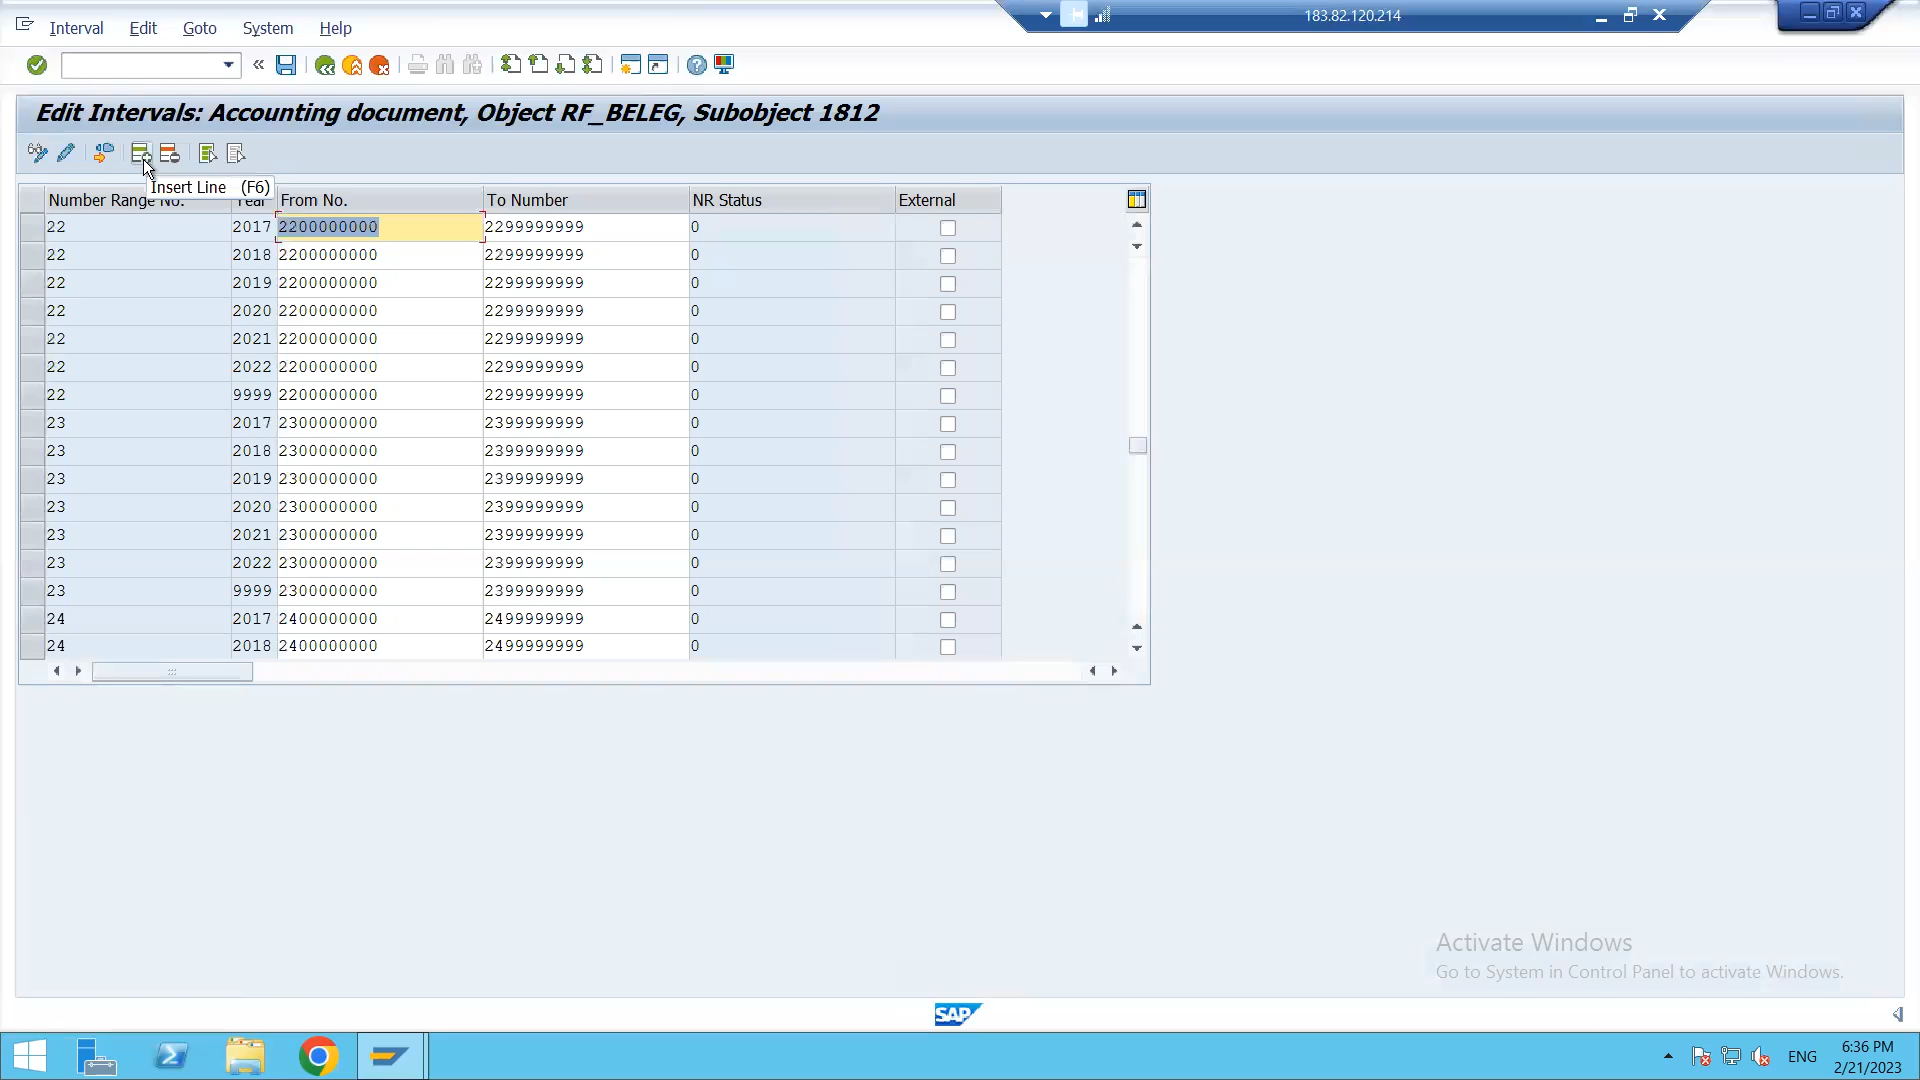 183.82.120.214
Interval Edit Goto System Help
Edit Intervals: Accounting document, Object RF_BELEG, Subobject 1812
Insert Line (F6)
Number Range No. Year From No. To Number NR Status External
22 2017 2200000000 2299999999 0
22 2018 2200000000 2299999999 0
22 2019 2200000000 2299999999 0
22 2020 2200000000 2299999999 0
22 2021 2200000000 2299999999 0
22 2022 2200000000 2299999999 0
22 9999 2200000000 2299999999 0
23 2017 2300000000 2399999999 0
23 2018 2300000000 2399999999 0
23 2019 2300000000 2399999999 0
23 2020 2300000000 2399999999 0
23 2021 2300000000 2399999999 0
23 2022 2300000000 2399999999 0
23 9999 2300000000 2399999999 0
24 2017 2400000000 2499999999 0
24 2018 2400000000 2499999999 0
Activate Windows
Go to System in Control Panel to activate Windows.
SAP
ENG
6:36 PM
2/21/2023